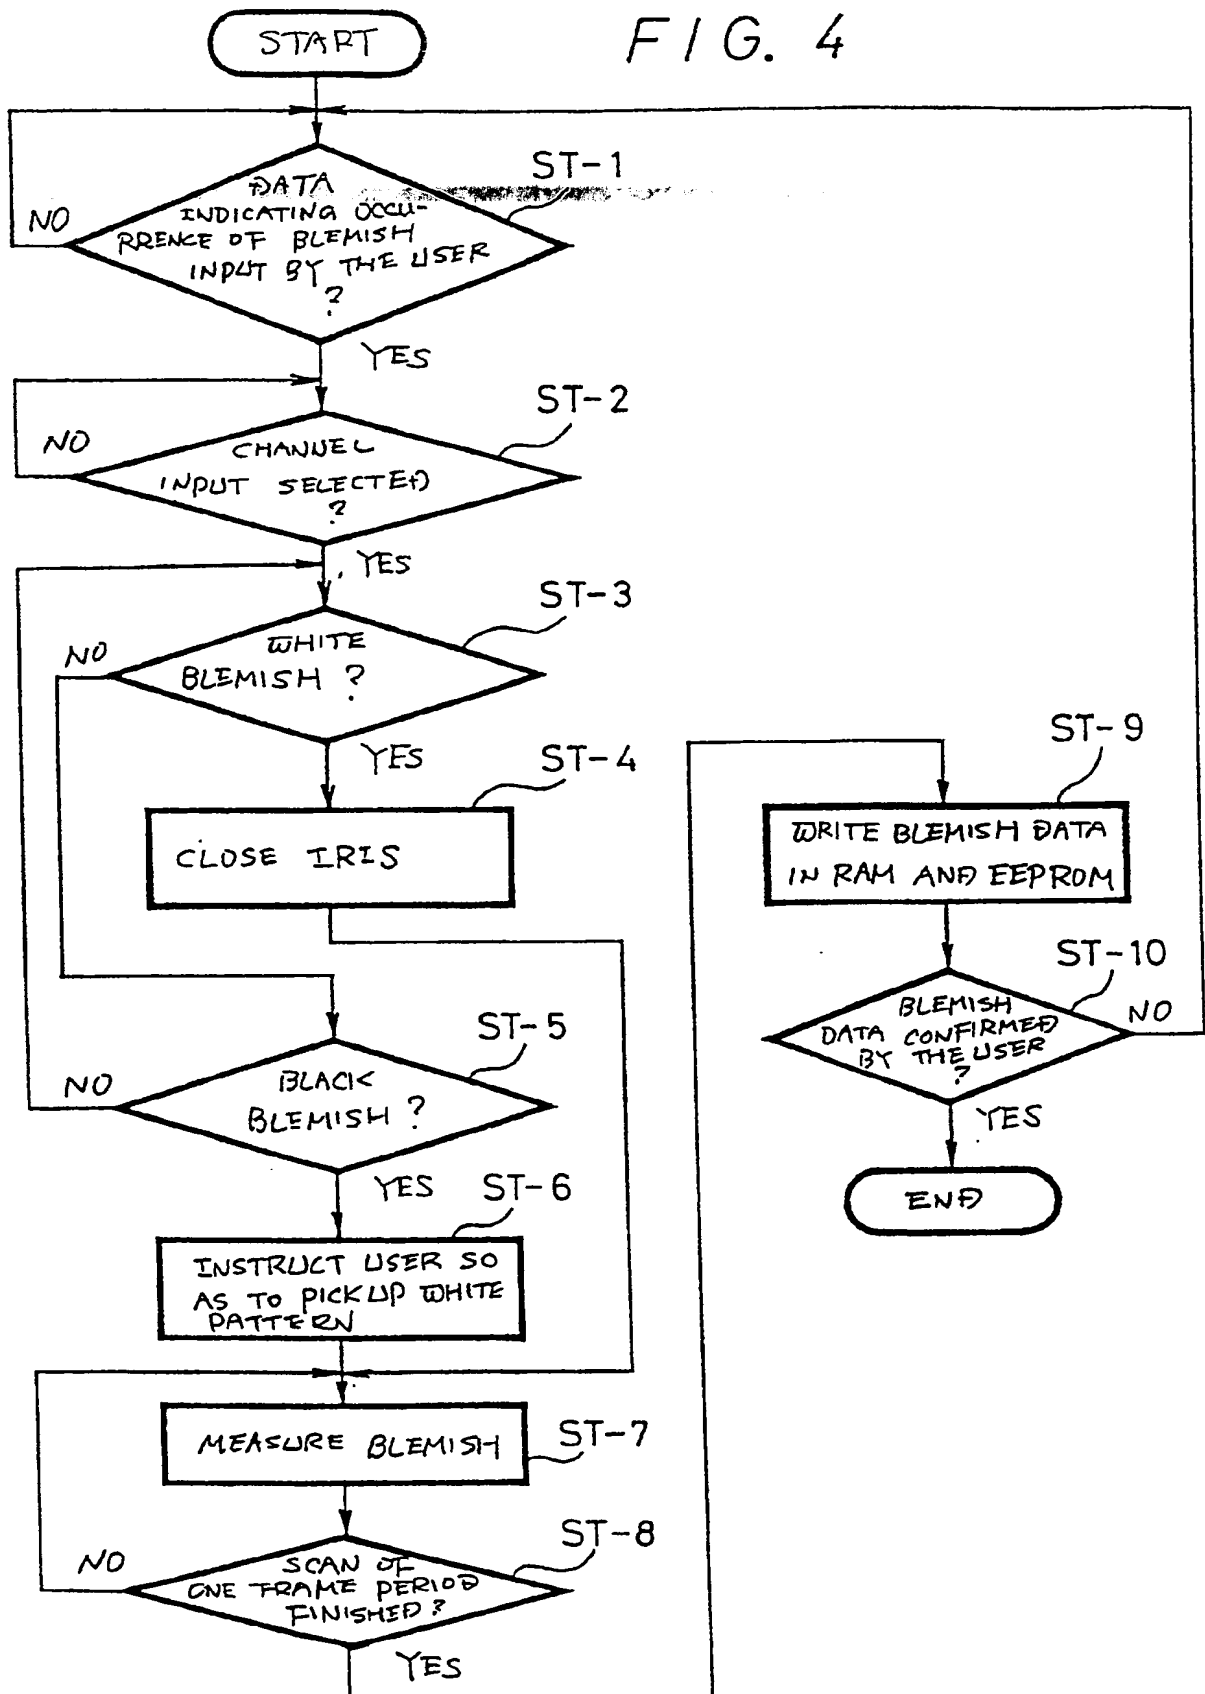 FIG. 4
START
ST-1
DATA
INDICATING OCCU-
RRENCE OF BLEMISH
INPUT BY THE USER
?
NO
YES
ST-2
CHANNEL
INPUT SELECTED
?
NO
YES
ST-3
WHITE
BLEMISH ?
NO
YES
ST-4
CLOSE IRIS
ST-5
BLACK
BLEMISH ?
NO
YES
ST-6
INSTRUCT USER SO
AS TO PICKUP WHITE
PATTERN
MEASURE BLEMISH
ST-7
ST-8
SCAN OF
ONE FRAME PERIOD
FINISHED ?
NO
YES
ST-9
WRITE BLEMISH DATA
IN RAM AND EEPROM
ST-10
BLEMISH
DATA CONFIRMED
BY THE USER
?
NO
YES
END